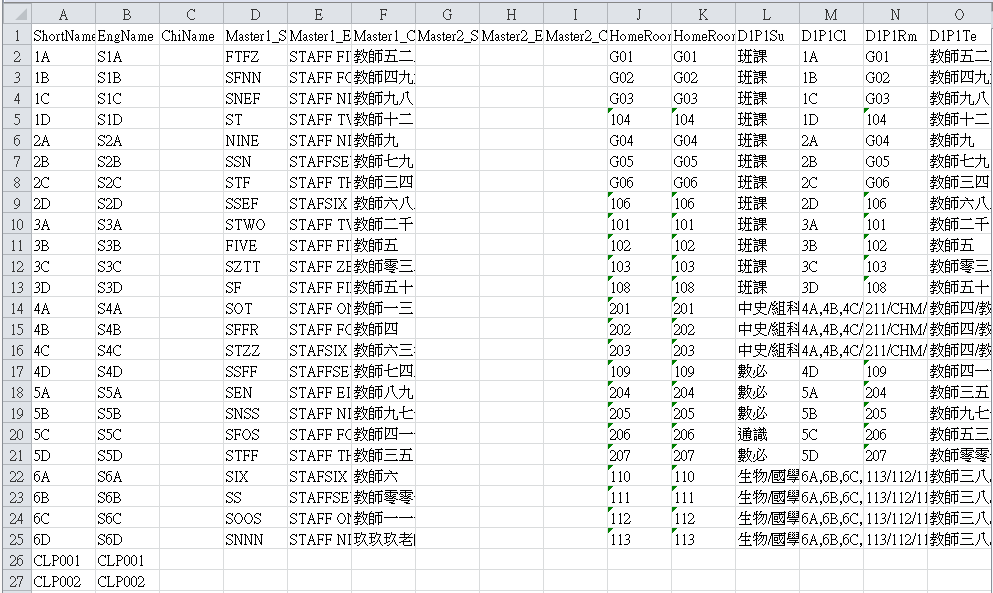 A B C D E F G H I J K L M N O
1 ShortName EngName ChiName Master1_S Master1_E Master1_C Master2_S Master2_E Master2_C HomeRoom HomeRoom D1P1Su D1P1Cl D1P1Rm D1P1Te
2 1A S1A FTFZ STAFF FI 教師五二 G01 G01 班課 1A G01 教師五二
3 1B S1B SFNN STAFF FO 教師四九 G02 G02 班課 1B G02 教師四九
4 1C S1C SNEF STAFF NI 教師九八 G03 G03 班課 1C G03 教師九八
5 1D S1D ST STAFF TV 教師十二 104 104 班課 1D 104 教師十二
6 2A S2A NINE STAFF NI 教師九 G04 G04 班課 2A G04 教師九
7 2B S2B SSN STAFFSE 教師七九 G05 G05 班課 2B G05 教師七九
8 2C S2C STF STAFF TH 教師三四 G06 G06 班課 2C G06 教師三四
9 2D S2D SSEF STAFSIX 教師六八 106 106 班課 2D 106 教師六八
10 3A S3A STWO STAFF TV 教師二千 101 101 班課 3A 101 教師二千
11 3B S3B FIVE STAFF FI 教師五 102 102 班課 3B 102 教師五
12 3C S3C SZTT STAFF ZE 教師零三 103 103 班課 3C 103 教師零三
13 3D S3D SF STAFF FI 教師五十 108 108 班課 3D 108 教師五十
14 4A S4A SOT STAFF ON 教師一三 201 201 中史/組科 4A,4B,4C/ 211/CHM/ 教師四/教
15 4B S4B SFFR STAFF FO 教師四 202 202 中史/組科 4A,4B,4C/ 211/CHM/ 教師四/教
16 4C S4C STZZ STAFSIX 教師六三 203 203 中史/組科 4A,4B,4C/ 211/CHM/ 教師四/教
17 4D S4D SSFF STAFFSE 教師七四 109 109 數必 4D 109 教師四一
18 5A S5A SEN STAFF EI 教師八九 204 204 數必 5A 204 教師三五
19 5B S5B SNSS STAFF NI 教師九七 205 205 數必 5B 205 教師九七
20 5C S5C SFOS STAFF FO 教師四一 206 206 通識 5C 206 教師五三
21 5D S5D STFF STAFF TH 教師三五 207 207 數必 5D 207 教師零零
22 6A S6A SIX STAFSIX 教師六 110 110 生物/國學 6A,6B,6C, 113/112/11 教師三八
23 6B S6B SS STAFFSE 教師零零 111 111 生物/國學 6A,6B,6C, 113/112/11 教師三八
24 6C S6C SOOS STAFF ON 教師一一 112 112 生物/國學 6A,6B,6C, 113/112/11 教師三八
25 6D S6D SNNN STAFF NI 玖玖玖老 113 113 生物/國學 6A,6B,6C, 113/112/11 教師三八
26 CLP001 CLP001
27 CLP002 CLP002